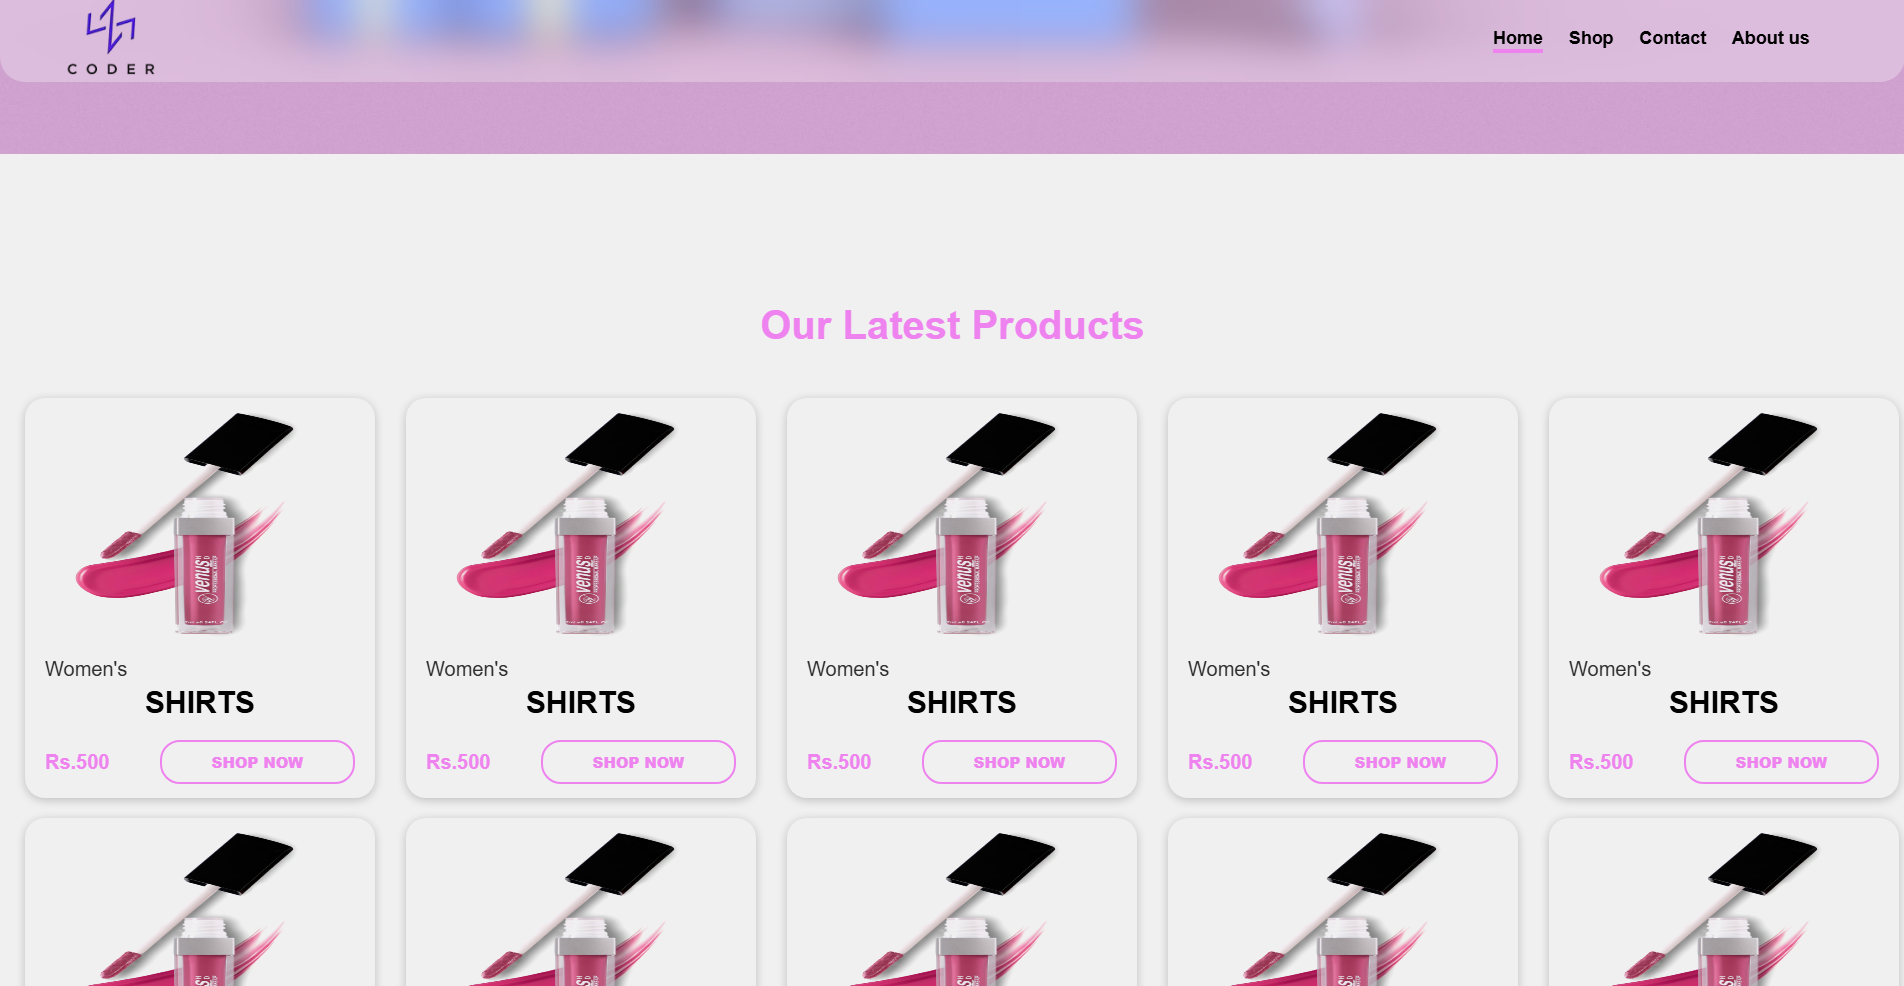 CODER
Home Shop Contact About us
Our Latest Products
venus venus venus venus venus
Women's Women's Women's Women's Women's
SHIRTS SHIRTS SHIRTS SHIRTS SHIRTS
Rs.500 SHOP NOW Rs.500 SHOP NOW Rs.500 SHOP NOW Rs.500 SHOP NOW Rs.500 SHOP NOW